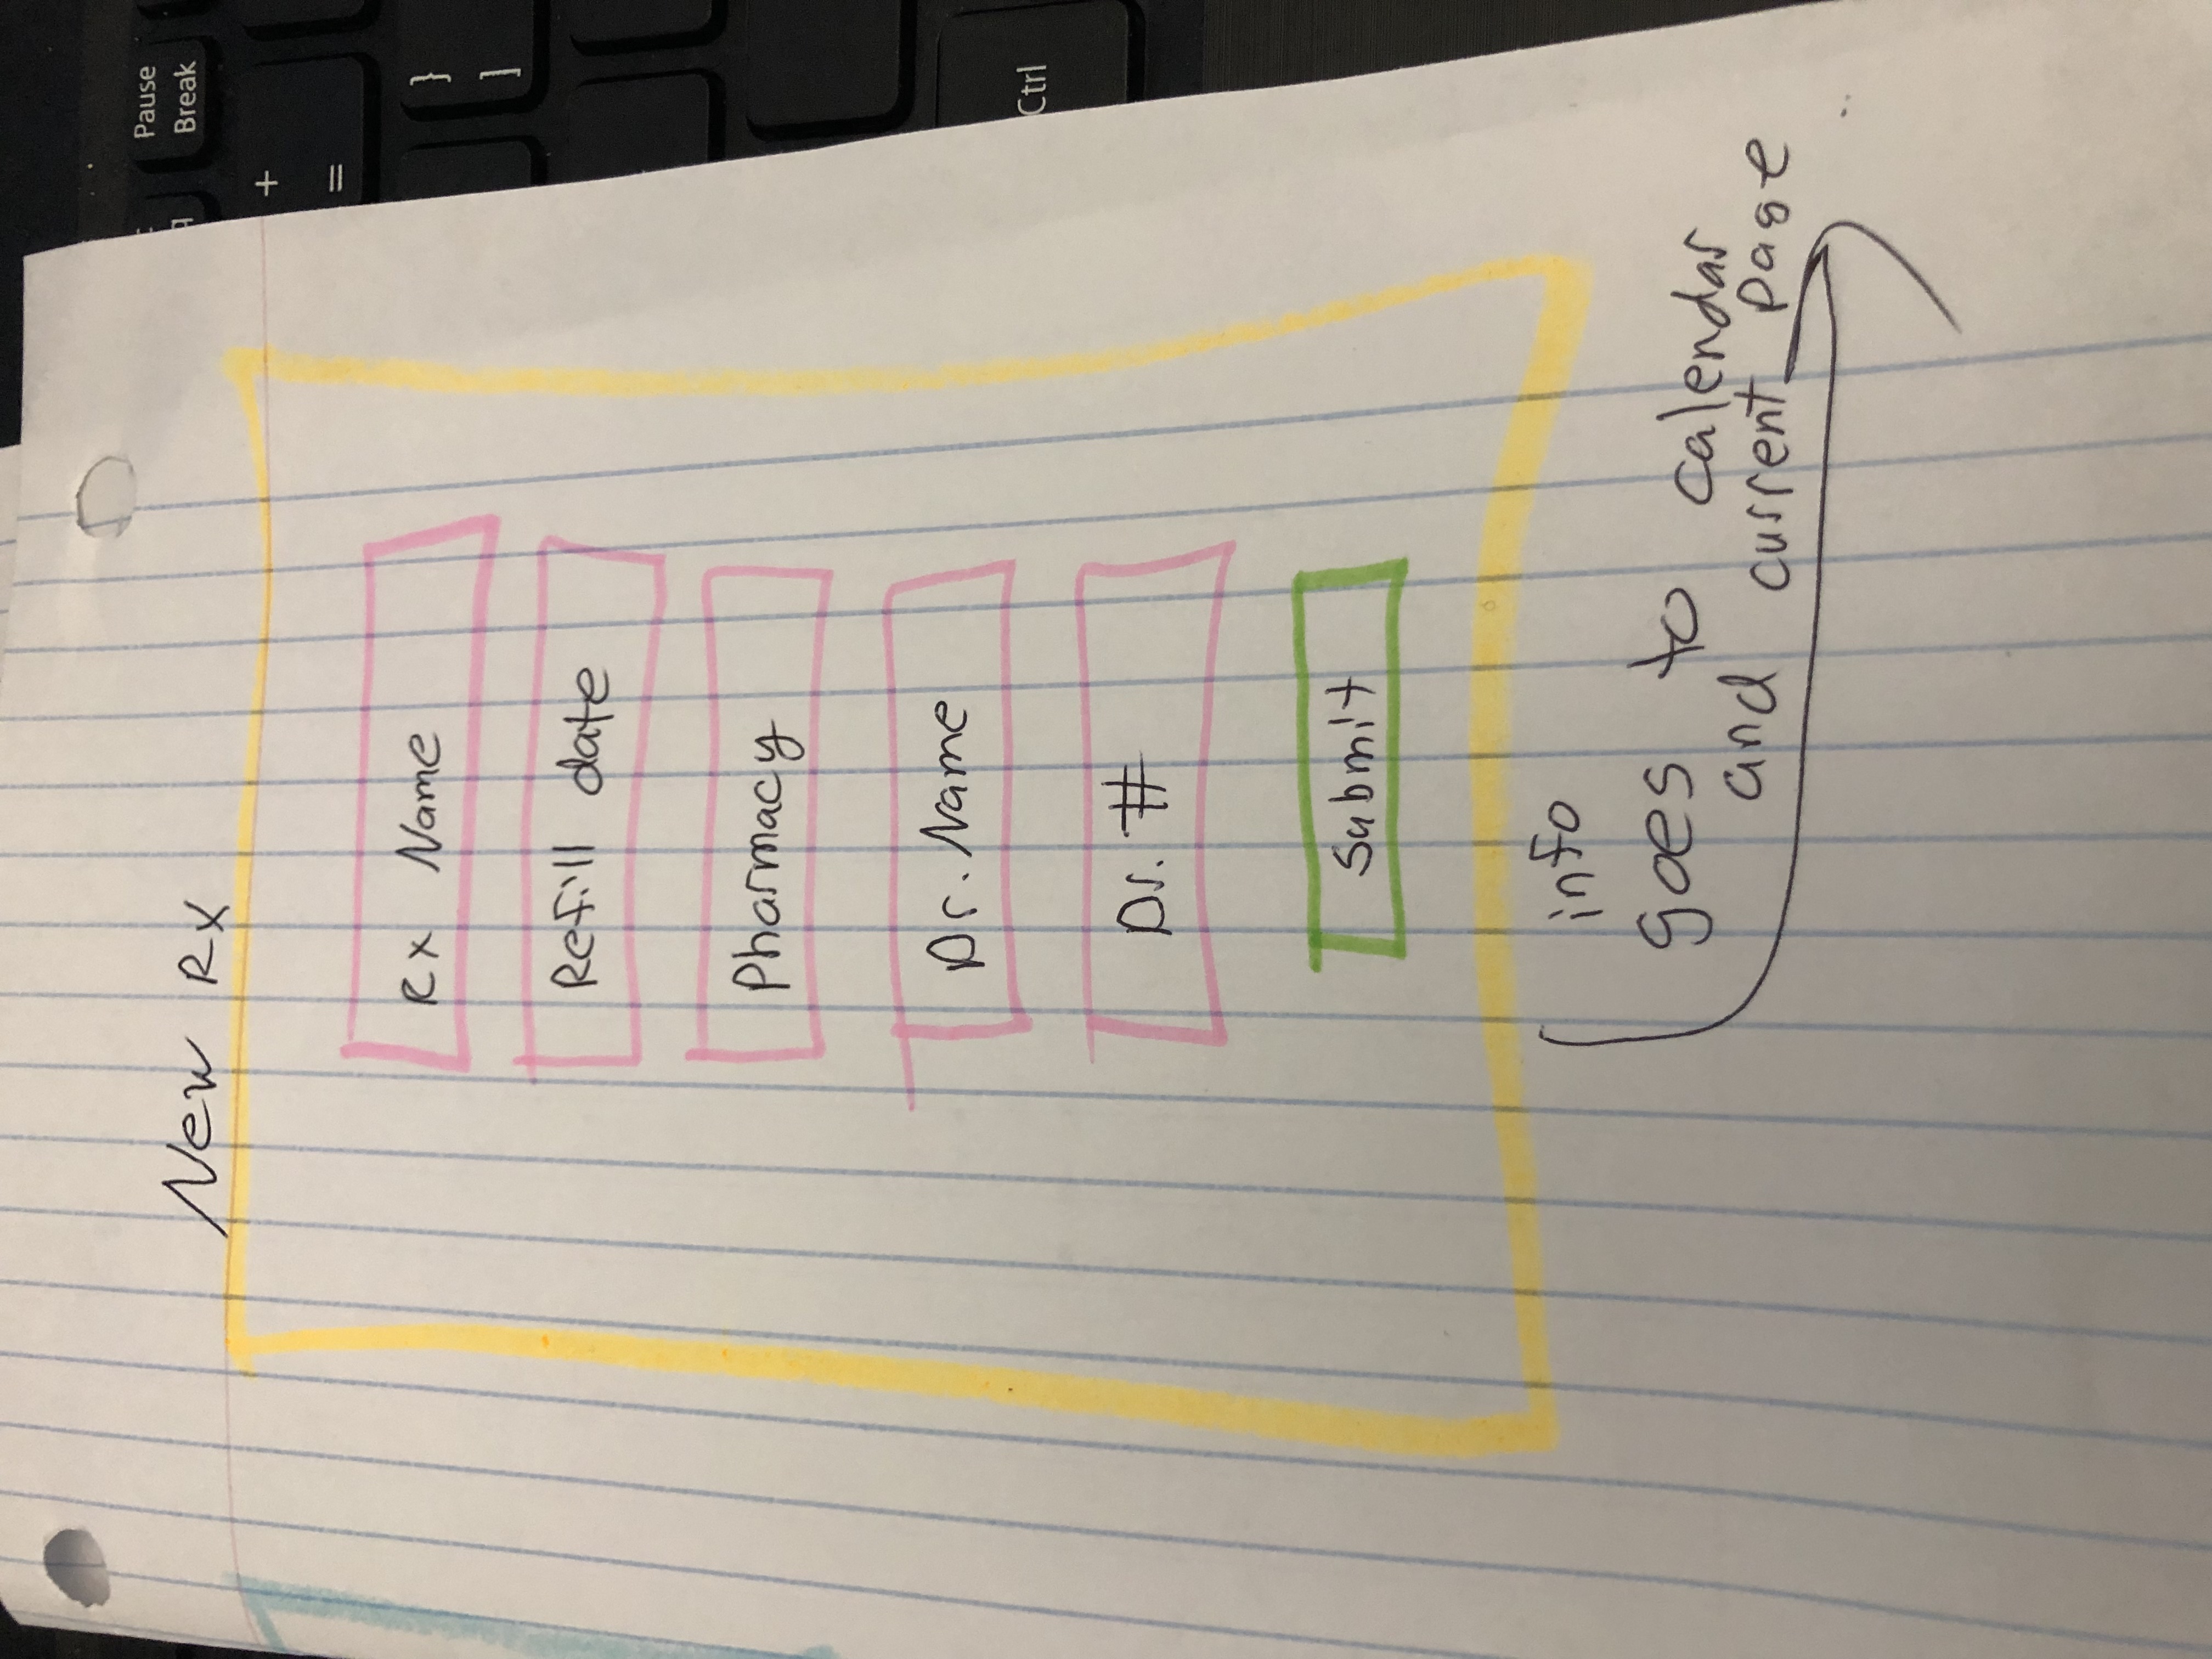 New Rx
Rx Name
Refill date
Pharmacy
Dr. Name
Dr. #
Submit
info
goes to calendar
and current page
Pause
Break
+
=
}
]
Ctrl